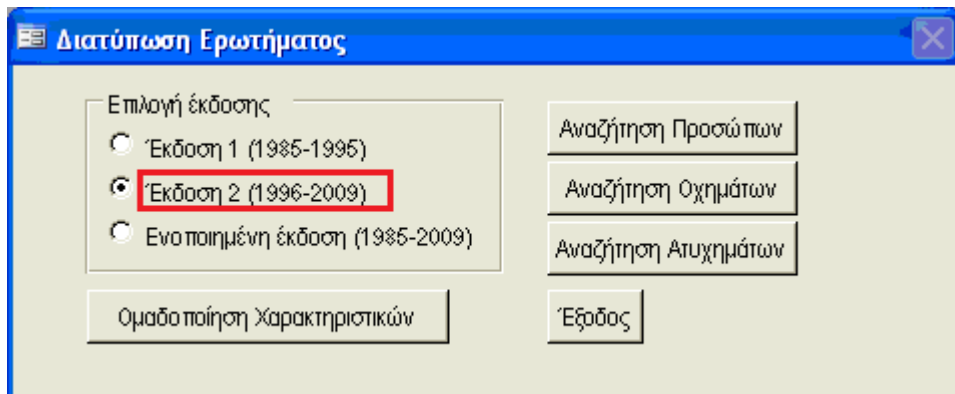 Διατύπωση Ερωτήματος
Επιλογή έκδοσης
Έκδοση 1 (1985-1995)
Έκδοση 2 (1996-2009)
Ενοποιημένη έκδοση (1985-2009)
Ομαδοποίηση Χαρακτηριστικών
Αναζήτηση Προσώπων
Αναζήτηση Οχημάτων
Αναζήτηση Ατυχημάτων
Έξοδος